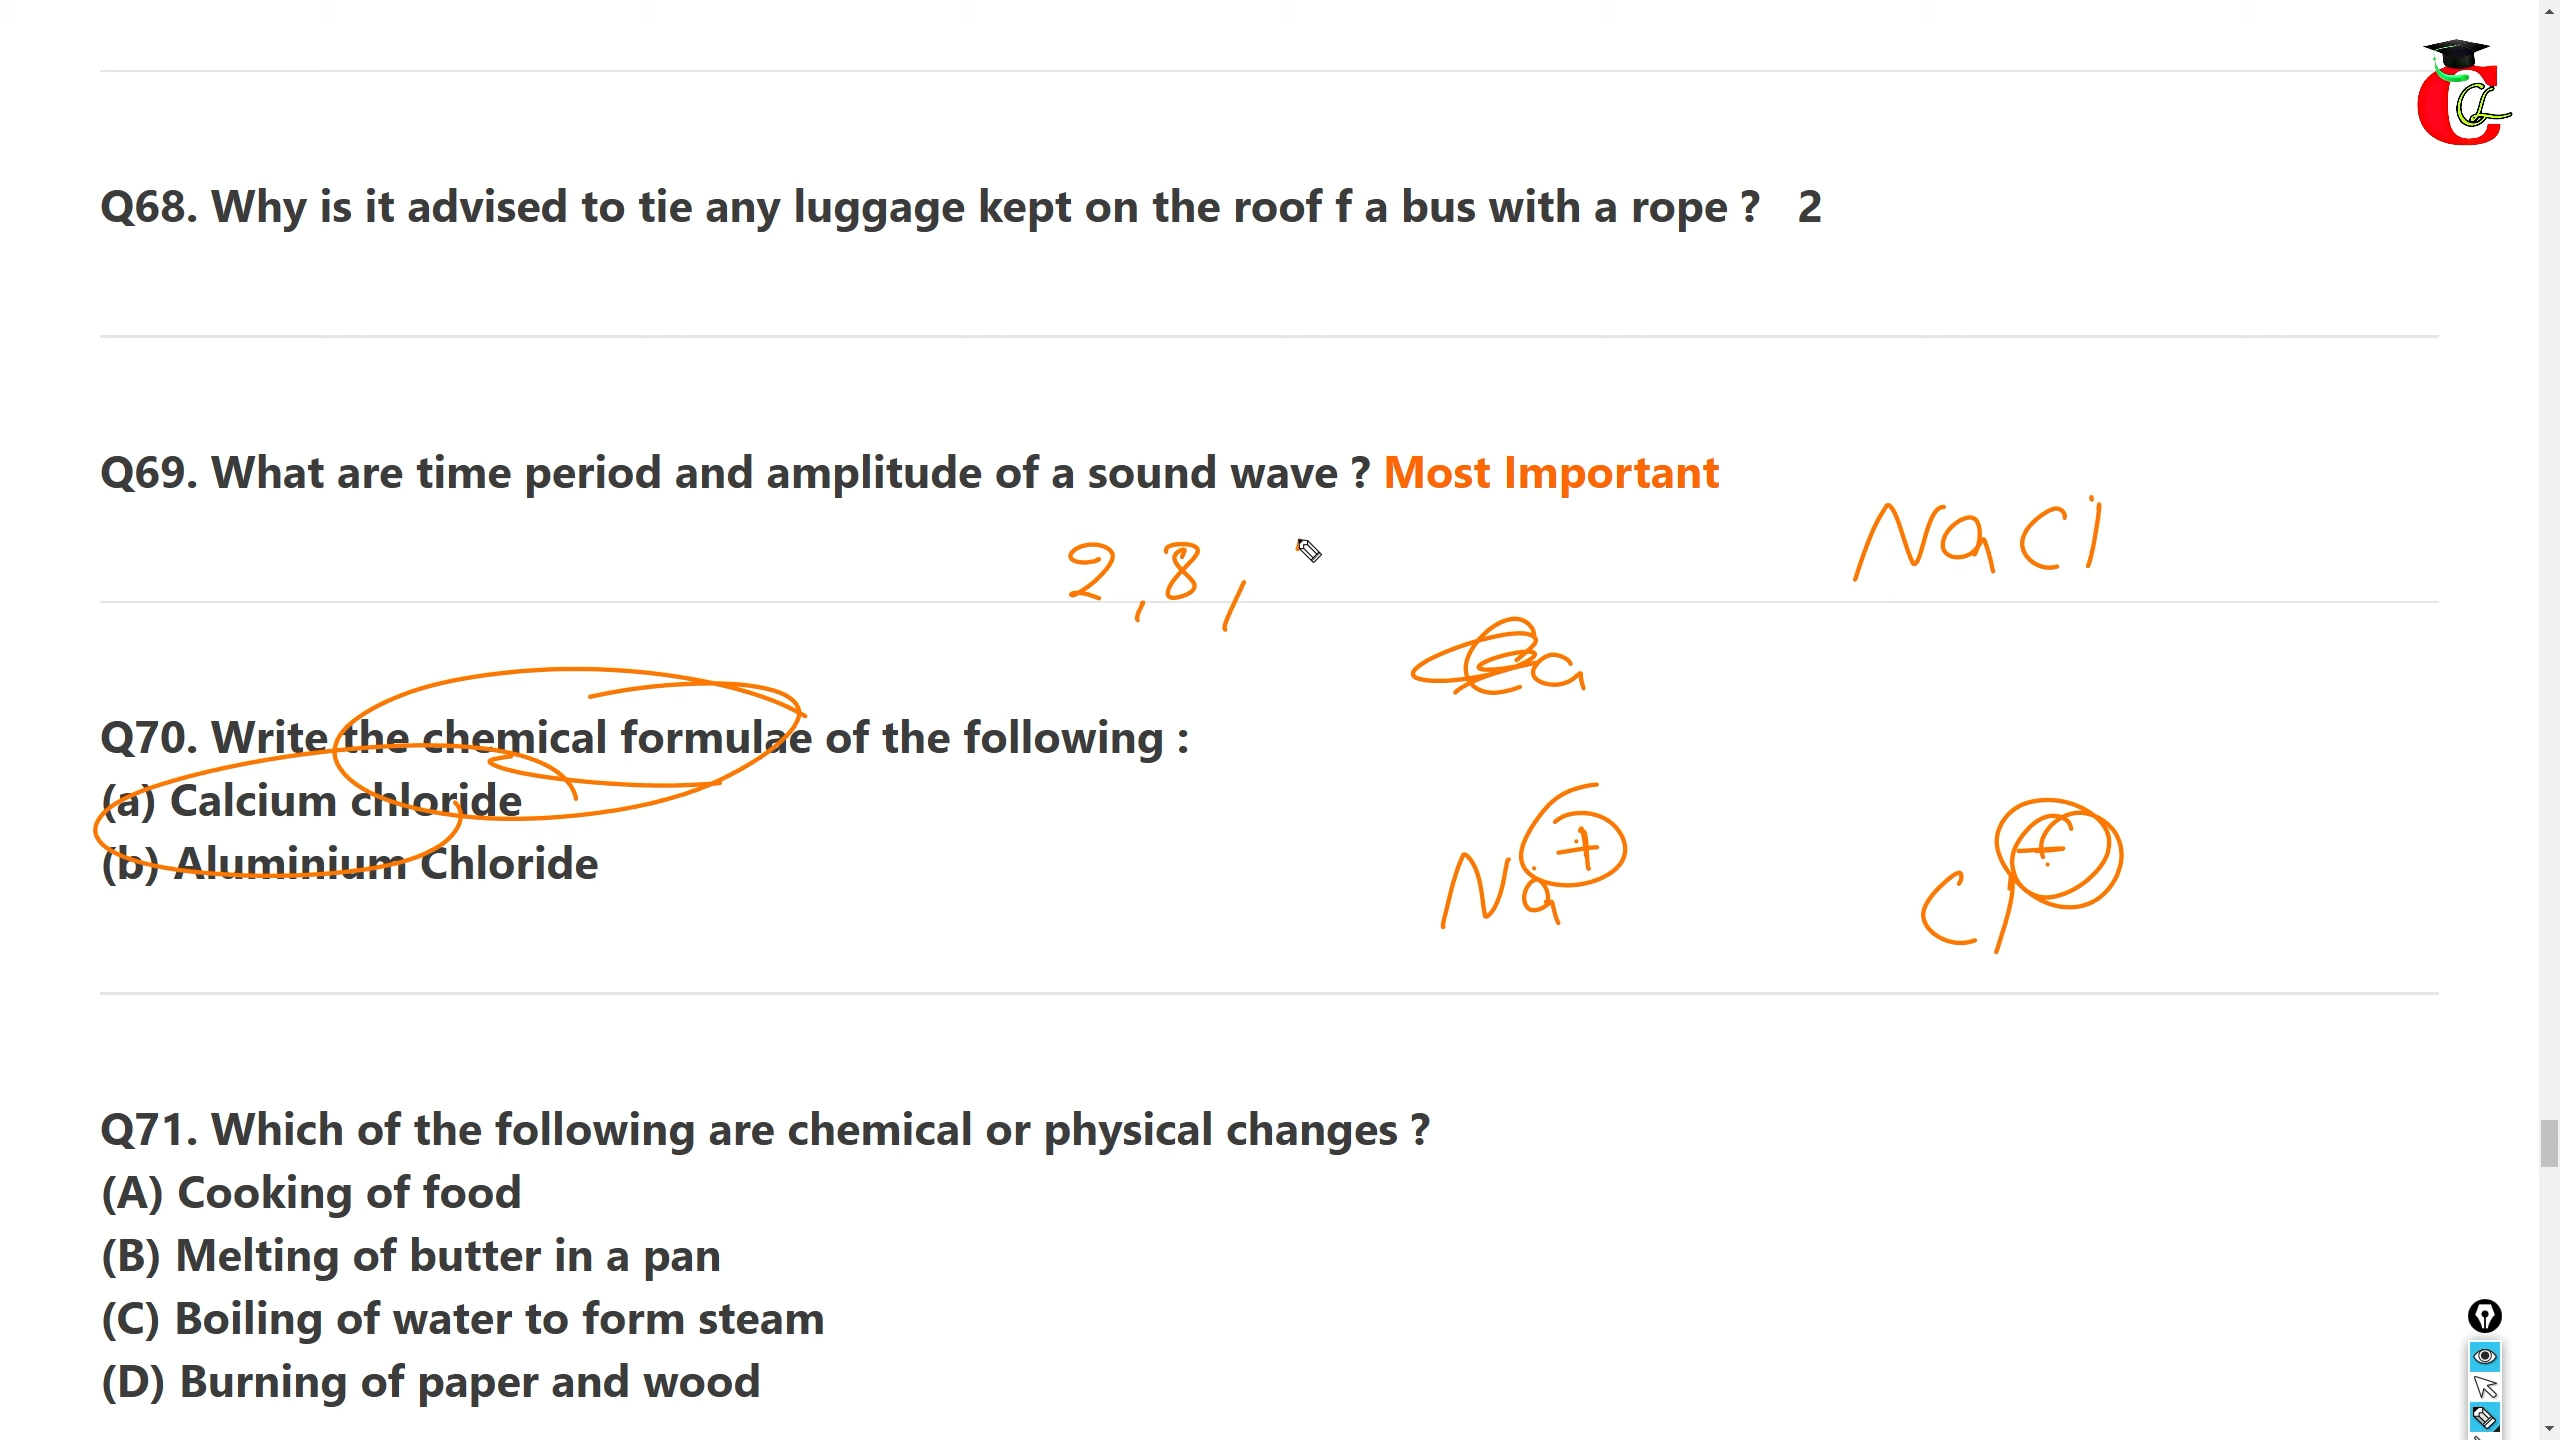 Q68. Why is it advised to tie any luggage kept on the roof f a bus with a rope ? 2
Q69. What are time period and amplitude of a sound wave ? Most Important
NaCl
2,8,
a
Q70. Write the chemical formulae of the following :
(a) Calcium chloride
(b) Aluminium Chloride
Na+
Cl
Q71. Which of the following are chemical or physical changes ?
(A) Cooking of food
(B) Melting of butter in a pan
(C) Boiling of water to form steam
(D) Burning of paper and wood